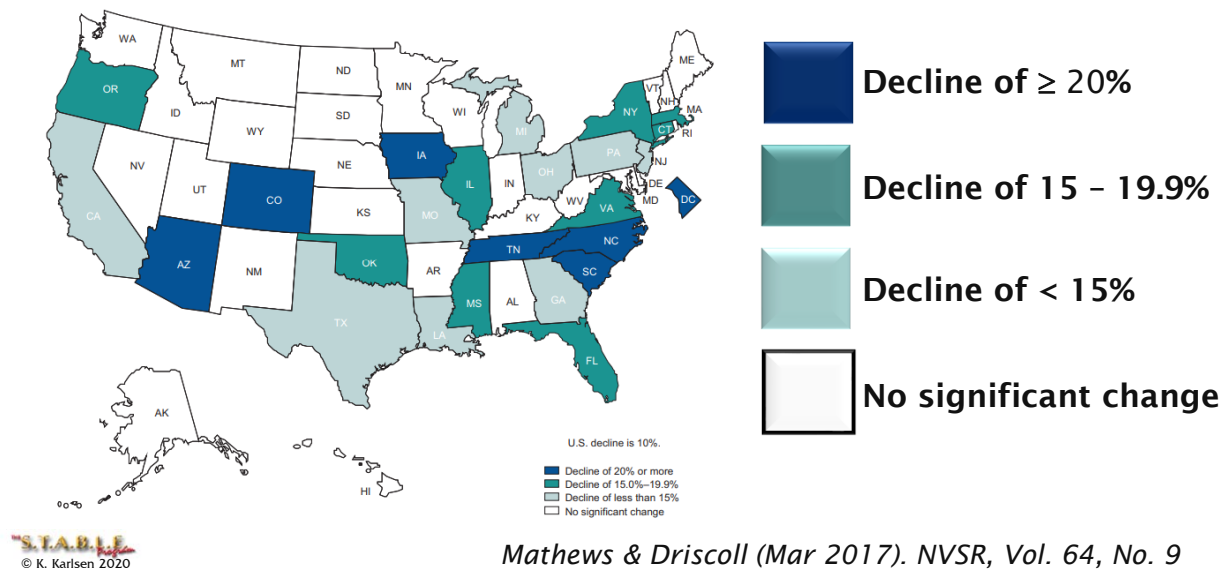 WA
OR
CA
NV
ID
MT
WY
UT
CO
AZ
NM
ND
SD
NE
KS
OK
TX
MN
IA
MO
AR
LA
WI
IL
MS
MI
IN
OH
KY
TN
AL
GA
FL
SC
NC
VA
WV
PA
NY
VT
NH
ME
MA
CT
RI
NJ
DE
MD
DC
AK
HI
U.S. decline is 10%.
Decline of 20% or more
Decline of 15.0%–19.9%
Decline of less than 15%
No significant change
Decline of ≥ 20%
Decline of 15 – 19.9%
Decline of < 15%
No significant change
THE S.T.A.B.L.E.
Program
© K. Karlsen 2020
Mathews & Driscoll (Mar 2017). NVSR, Vol. 64, No. 9